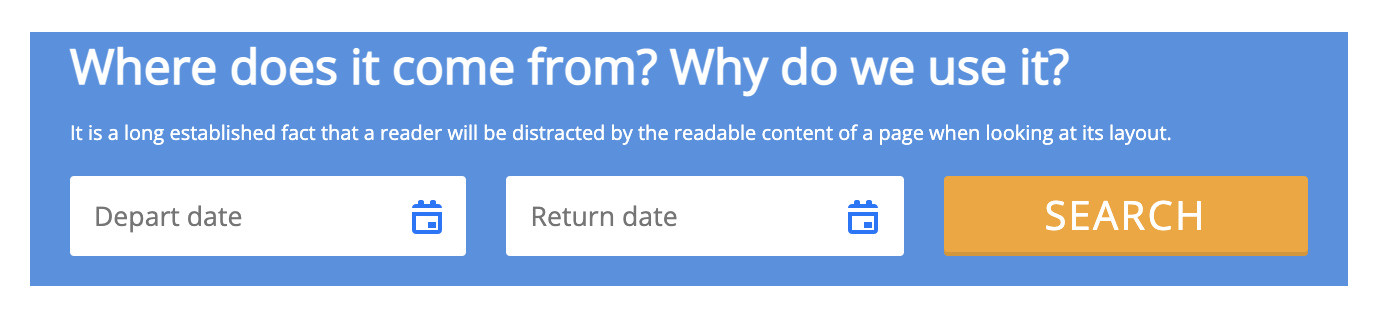 Where does it come from? Why do we use it?
It is a long established fact that a reader will be distracted by the readable content of a page when looking at its layout.
Depart date
Return date
SEARCH